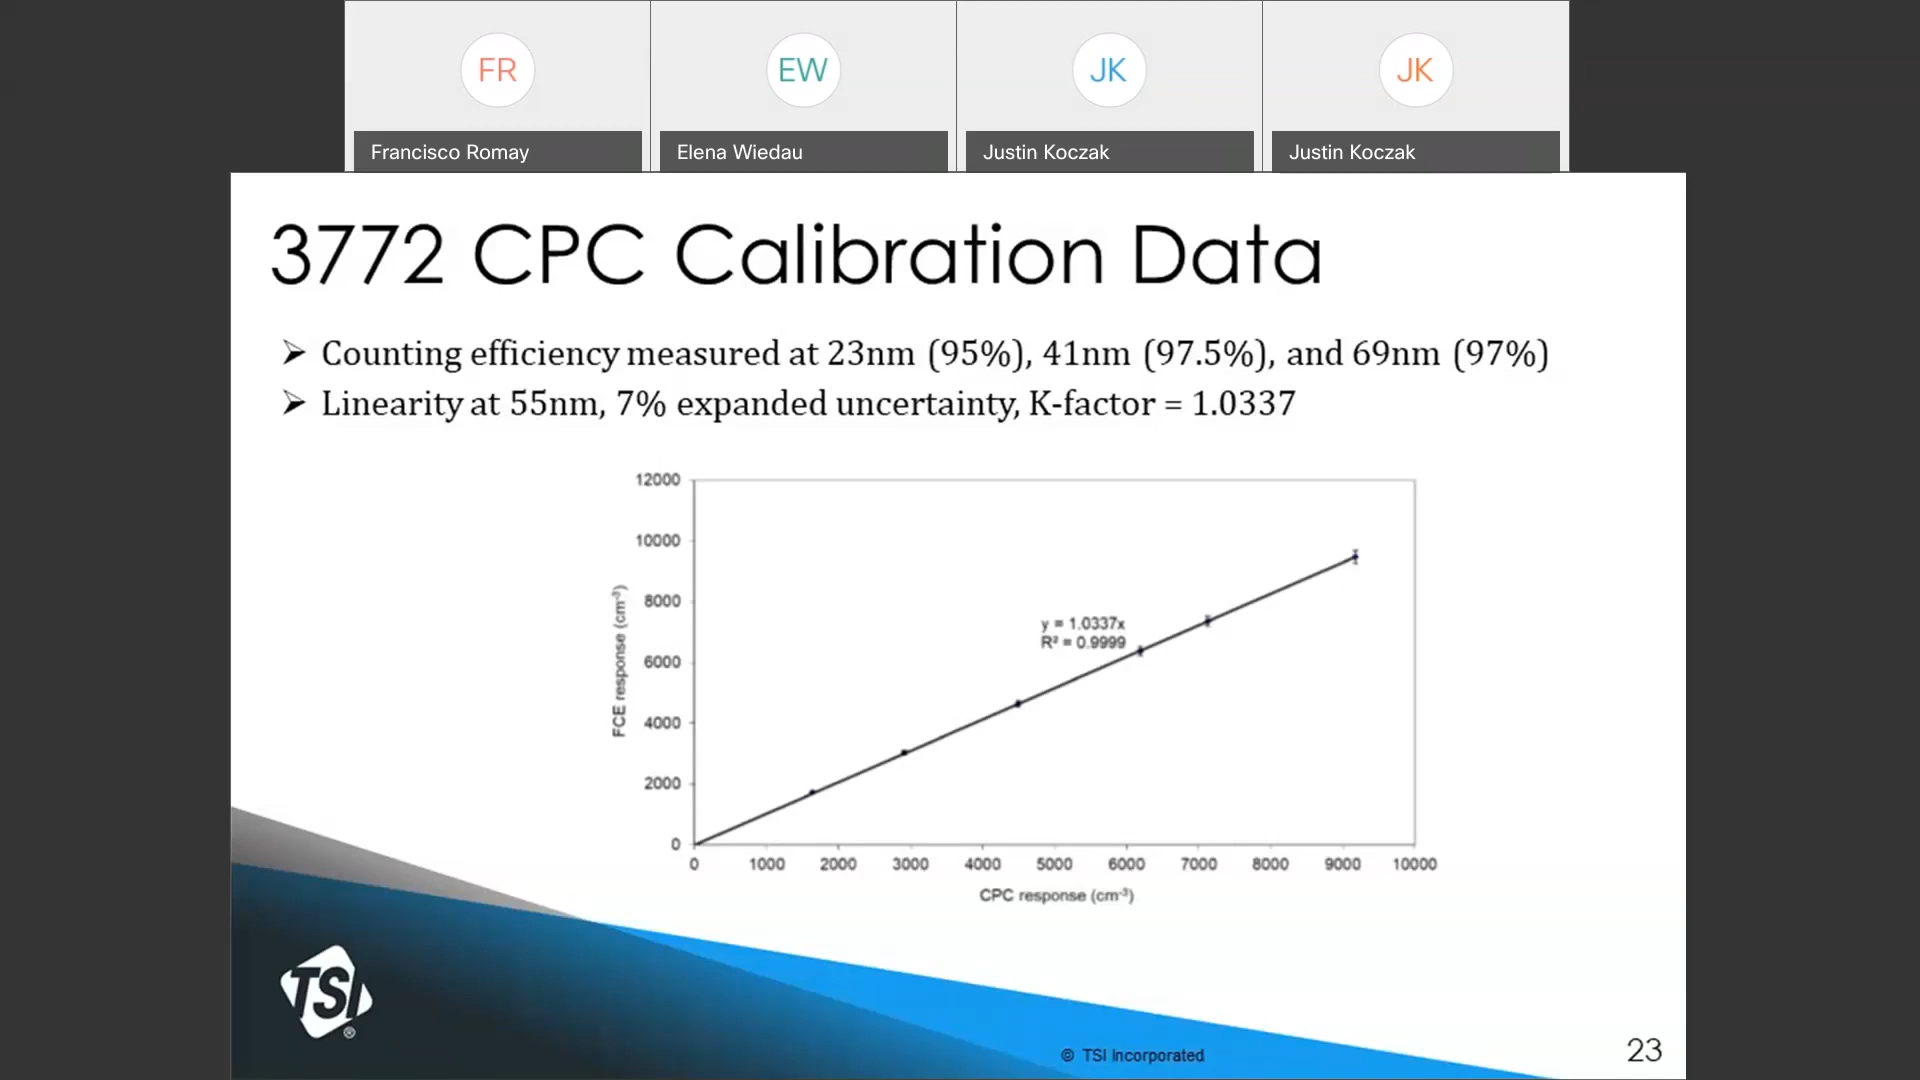 FR
EW
JK
JK
Francisco Romay
Elena Wiedau
Justin Koczak
Justin Koczak
3772 CPC Calibration Data
➢ Counting efficiency measured at 23nm (95%), 41nm (97.5%), and 69nm (97%)
➢ Linearity at 55nm, 7% expanded uncertainty, K-factor = 1.0337
12000
10000
8000
6000
4000
2000
0
FCE response (cm⁻³)
y = 1.0337x
R² = 0.9999
0 1000 2000 3000 4000 5000 6000 7000 8000 9000 10000
CPC response (cm⁻³)
TSI®
© TSI Incorporated
23